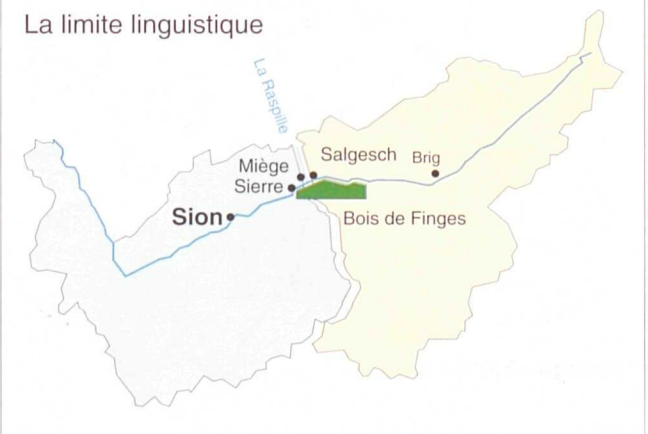 La limite linguistique
La Raspille
Miège
Salgesch
Brig
Sierre
Sion
Bois de Finges